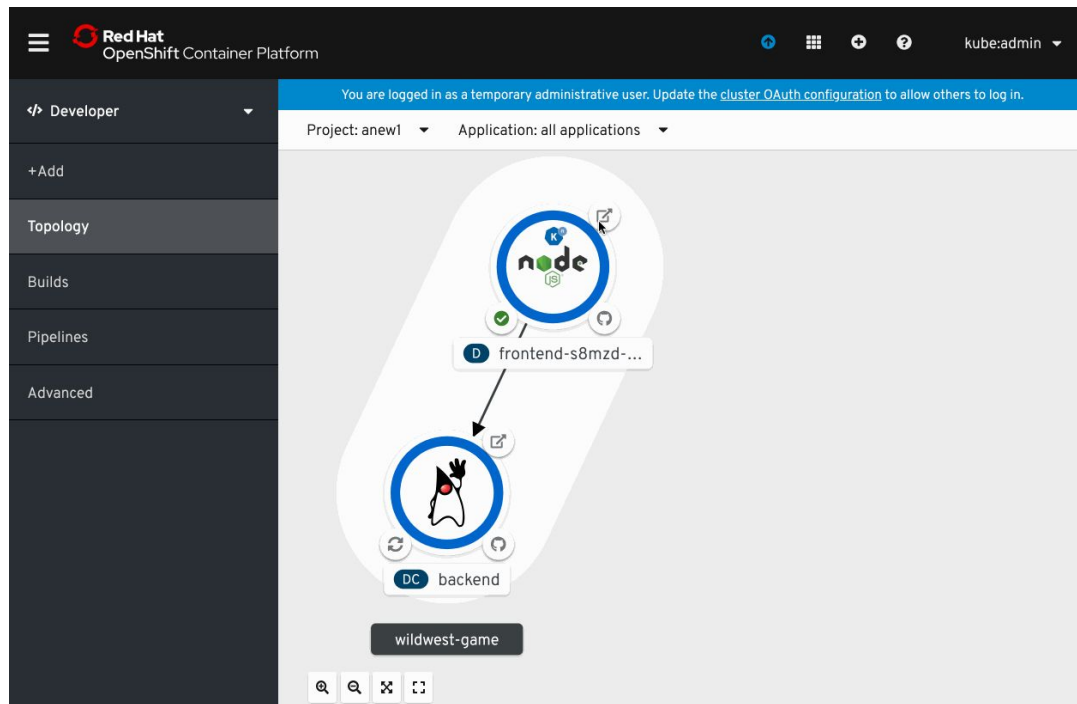 Red Hat
OpenShift Container Platform
kube:admin
Developer
You are logged in as a temporary administrative user. Update the cluster OAuth configuration to allow others to log in.
Project: anew1
Application: all applications
+Add
Topology
Builds
Pipelines
Advanced
K
node
JS
D frontend-s8mzd-...
DC backend
wildwest-game